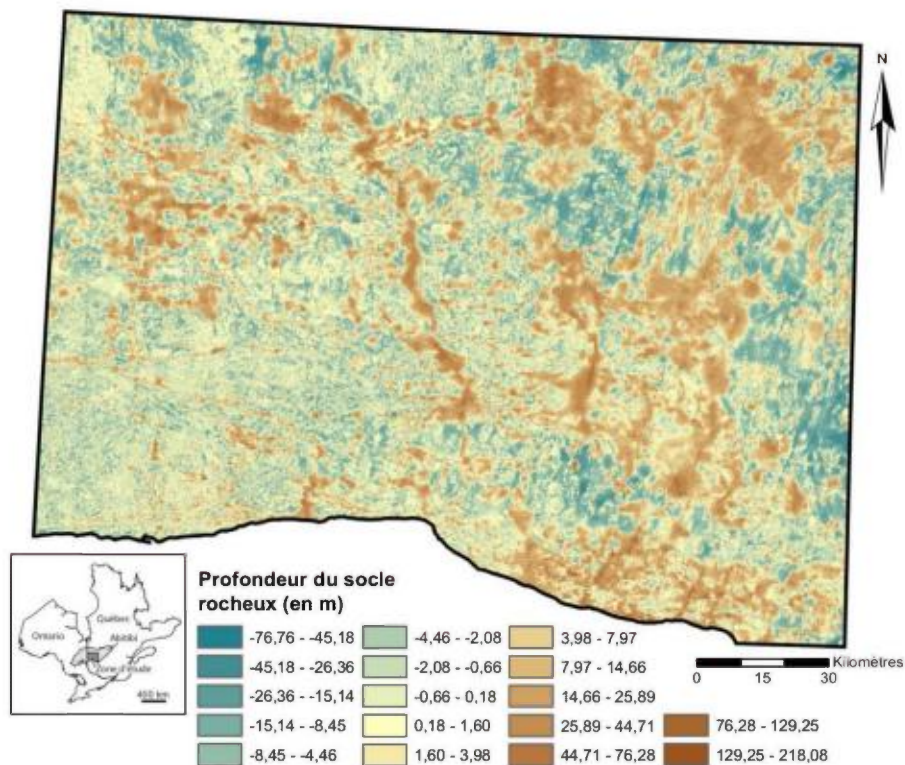 N
Québec
Ontario
Abitibi
Zone d'étude
400 km
Profondeur du socle
rocheux (en m)
-76,76 - -45,18
-45,18 - -26,36
-26,36 - -15,14
-15,14 - -8,45
-8,45 - -4,46
-4,46 - -2,08
-2,08 - -0,66
-0,66 - 0,18
0,18 - 1,60
1,60 - 3,98
3,98 - 7,97
7,97 - 14,66
14,66 - 25,89
25,89 - 44,71
44,71 - 76,28
76,28 - 129,25
129,25 - 218,08
Kilomètres
0 15 30